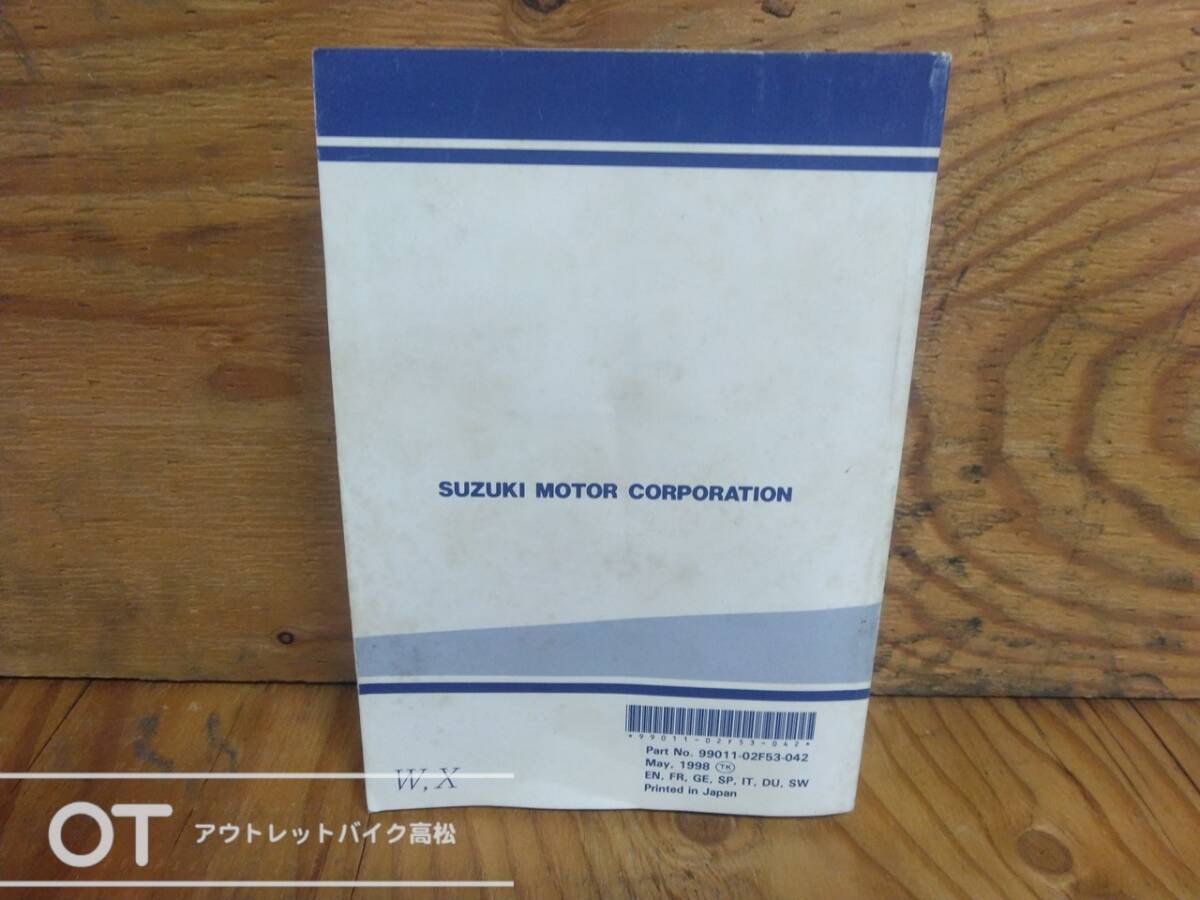 SUZUKI MOTOR CORPORATION
*99011-02F53-042*
Part No. 99011-02F53-042
May, 1998 TK
EN, FR, GE, SP, IT, DU, SW
Printed in Japan
W, X
OT アウトレットバイク高松